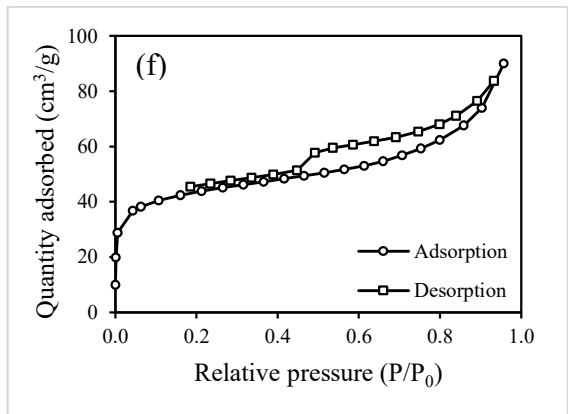 (f)
Quantity adsorbed (cm³/g)
100
80
60
40
20
0
0.0 0.2 0.4 0.6 0.8 1.0
Adsorption
Desorption
Relative pressure (P/P₀)